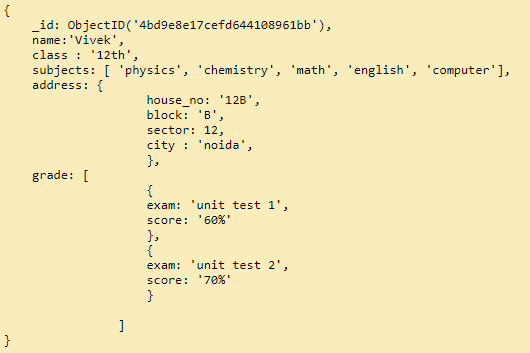 {
_id: ObjectID('4bd9e8e17cefd644108961bb'),
name:'Vivek',
class : '12th',
subjects: [ 'physics', 'chemistry', 'math', 'english', 'computer'],
address: {
house_no: '12B',
block: 'B',
sector: 12,
city : 'noida',
},
grade: [
{
exam: 'unit test 1',
score: '60%'
},
{
exam: 'unit test 2',
score: '70%'
}
]
}